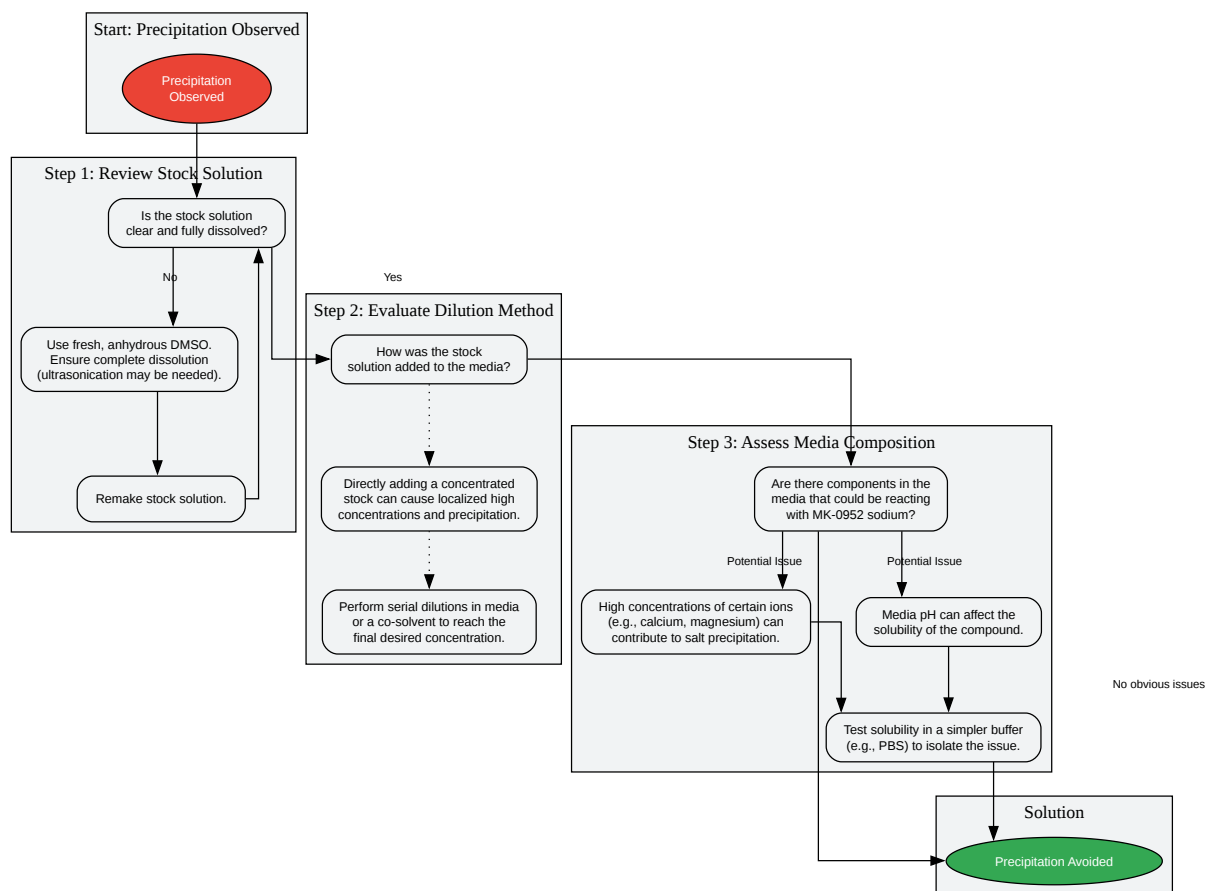 Start: Precipitation Observed
Precipitation
Observed
Step 1: Review Stock Solution
Is the stock solution
clear and fully dissolved?
No
Yes
Use fresh, anhydrous DMSO.
Ensure complete dissolution
(ultrasonication may be needed).
Remake stock solution.
Step 2: Evaluate Dilution Method
How was the stock
solution added to the media?
Directly adding a concentrated
stock can cause localized high
concentrations and precipitation.
Perform serial dilutions in media
or a co-solvent to reach the
final desired concentration.
Step 3: Assess Media Composition
Are there components in the
media that could be reacting
with MK-0952 sodium?
Potential Issue
Potential Issue
High concentrations of certain ions
(e.g., calcium, magnesium) can
contribute to salt precipitation.
Media pH can affect the
solubility of the compound.
No obvious issues
Test solubility in a simpler buffer
(e.g., PBS) to isolate the issue.
Solution
Precipitation Avoided